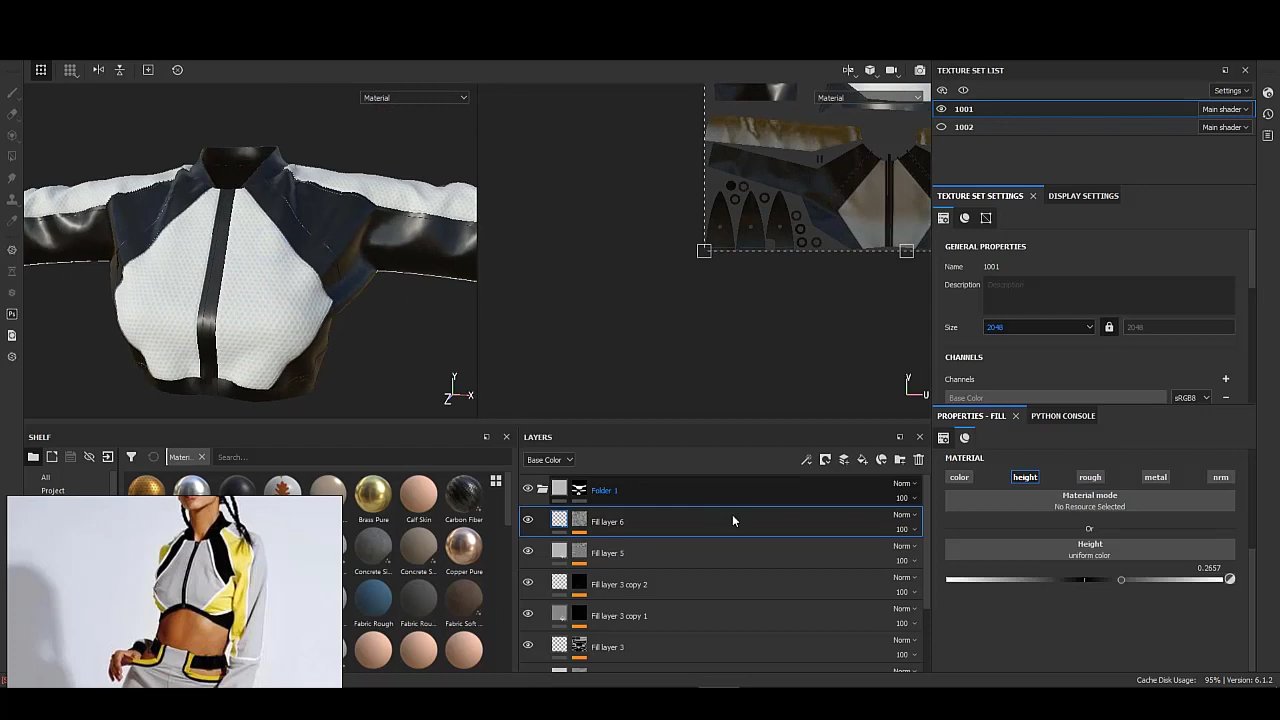 TEXTURE SET LIST
Settings
1001
Main shader
1002
Main shader
Material
Material
TEXTURE SET SETTINGS
DISPLAY SETTINGS
GENERAL PROPERTIES
Name
1001
Description
Description
Size
2048
2048
CHANNELS
Channels
Base Color
sRGB8
Y
X
Z
V
U
PROPERTIES - FILL
PYTHON CONSOLE
MATERIAL
color
height
rough
metal
nrm
Material mode
No Resource Selected
Or
Height
uniform color
0.2657
SHELF
Materi..
Search...
All
Project
Brass Pure
Calf Skin
Carbon Fiber
Concrete S...
Concrete S...
Copper Pure
Fabric Rou...
Fabric Rou...
Fabric Soft ...
LAYERS
Base Color
Folder 1
Norm
100
Fill layer 6
Norm
100
Fill layer 5
Norm
100
Fill layer 3 copy 2
Norm
100
Fill layer 3 copy 1
Norm
100
Fill layer 3
Norm
100
Cache Disk Usage: 95% | Version: 6.1.2